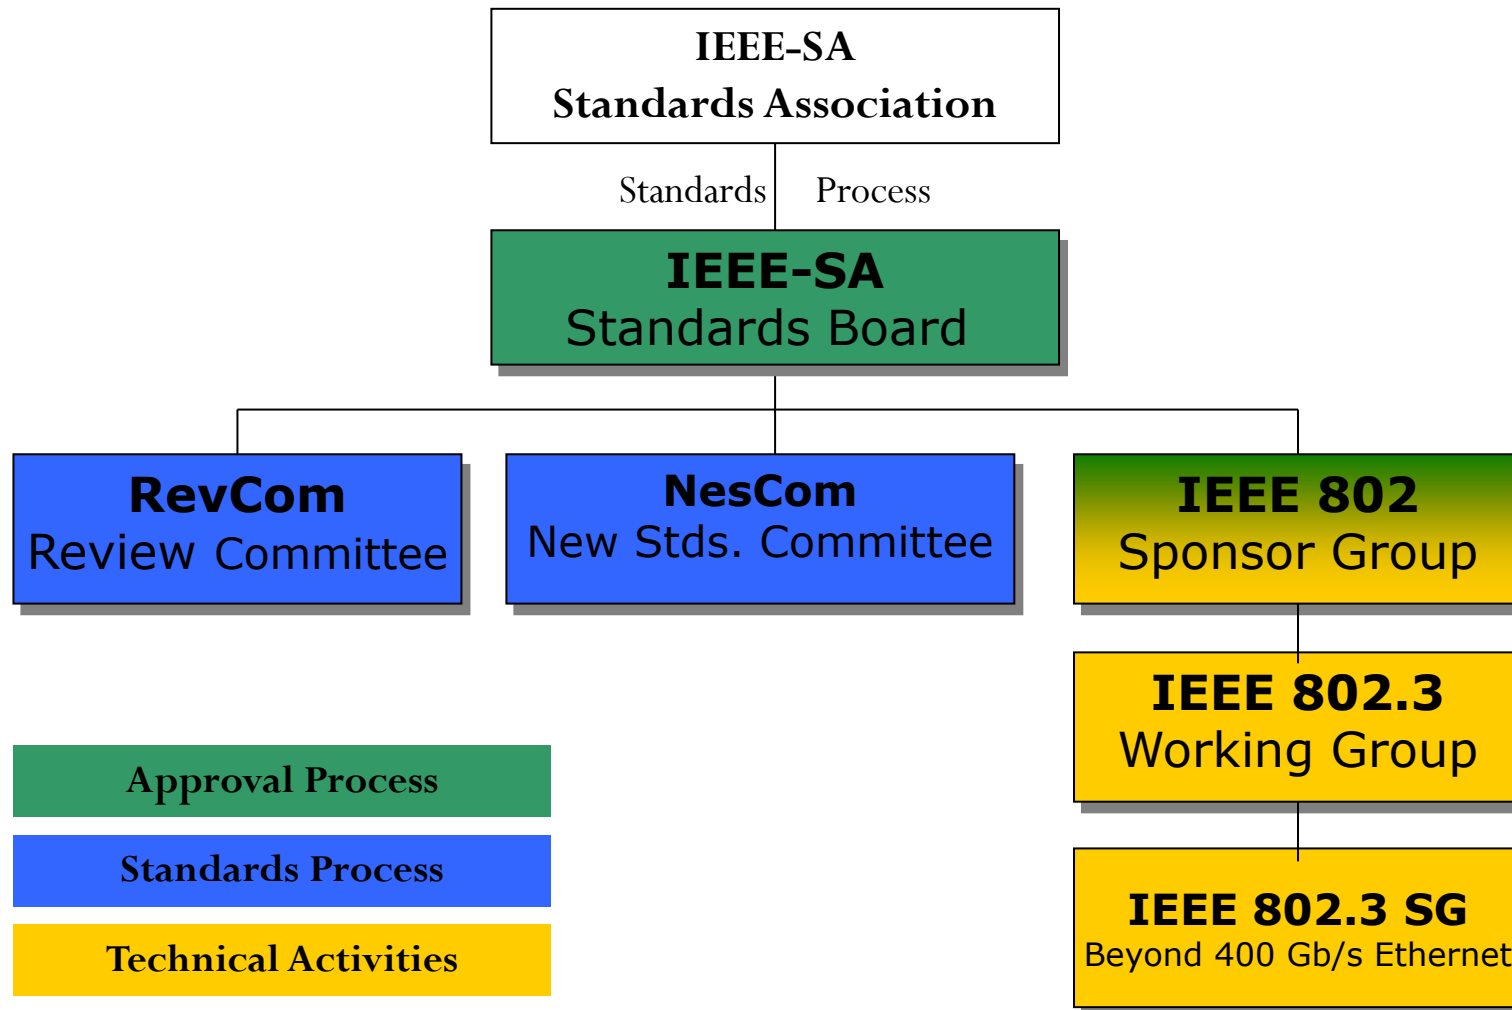 IEEE-SA
Standards Association
Standards Process
IEEE-SA
Standards Board
RevCom
Review Committee
NesCom
New Stds. Committee
IEEE 802
Sponsor Group
IEEE 802.3
Working Group
IEEE 802.3 SG
Beyond 400 Gb/s Ethernet
Approval Process
Standards Process
Technical Activities